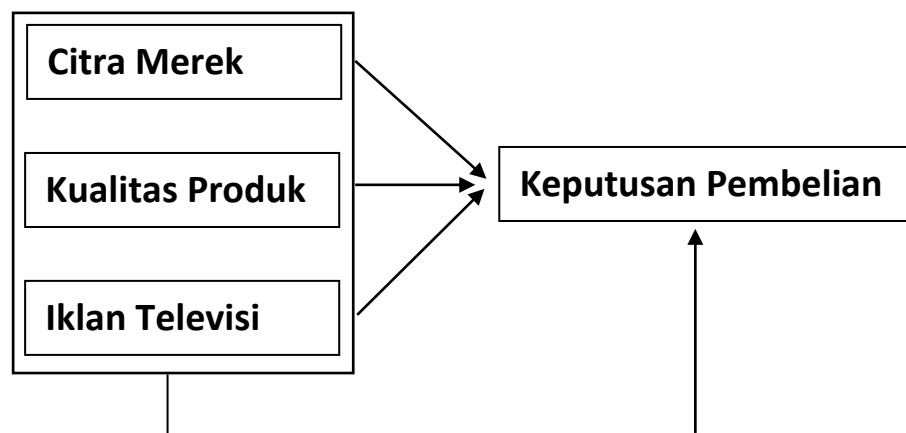 Citra Merek
Kualitas Produk
Keputusan Pembelian
Iklan Televisi